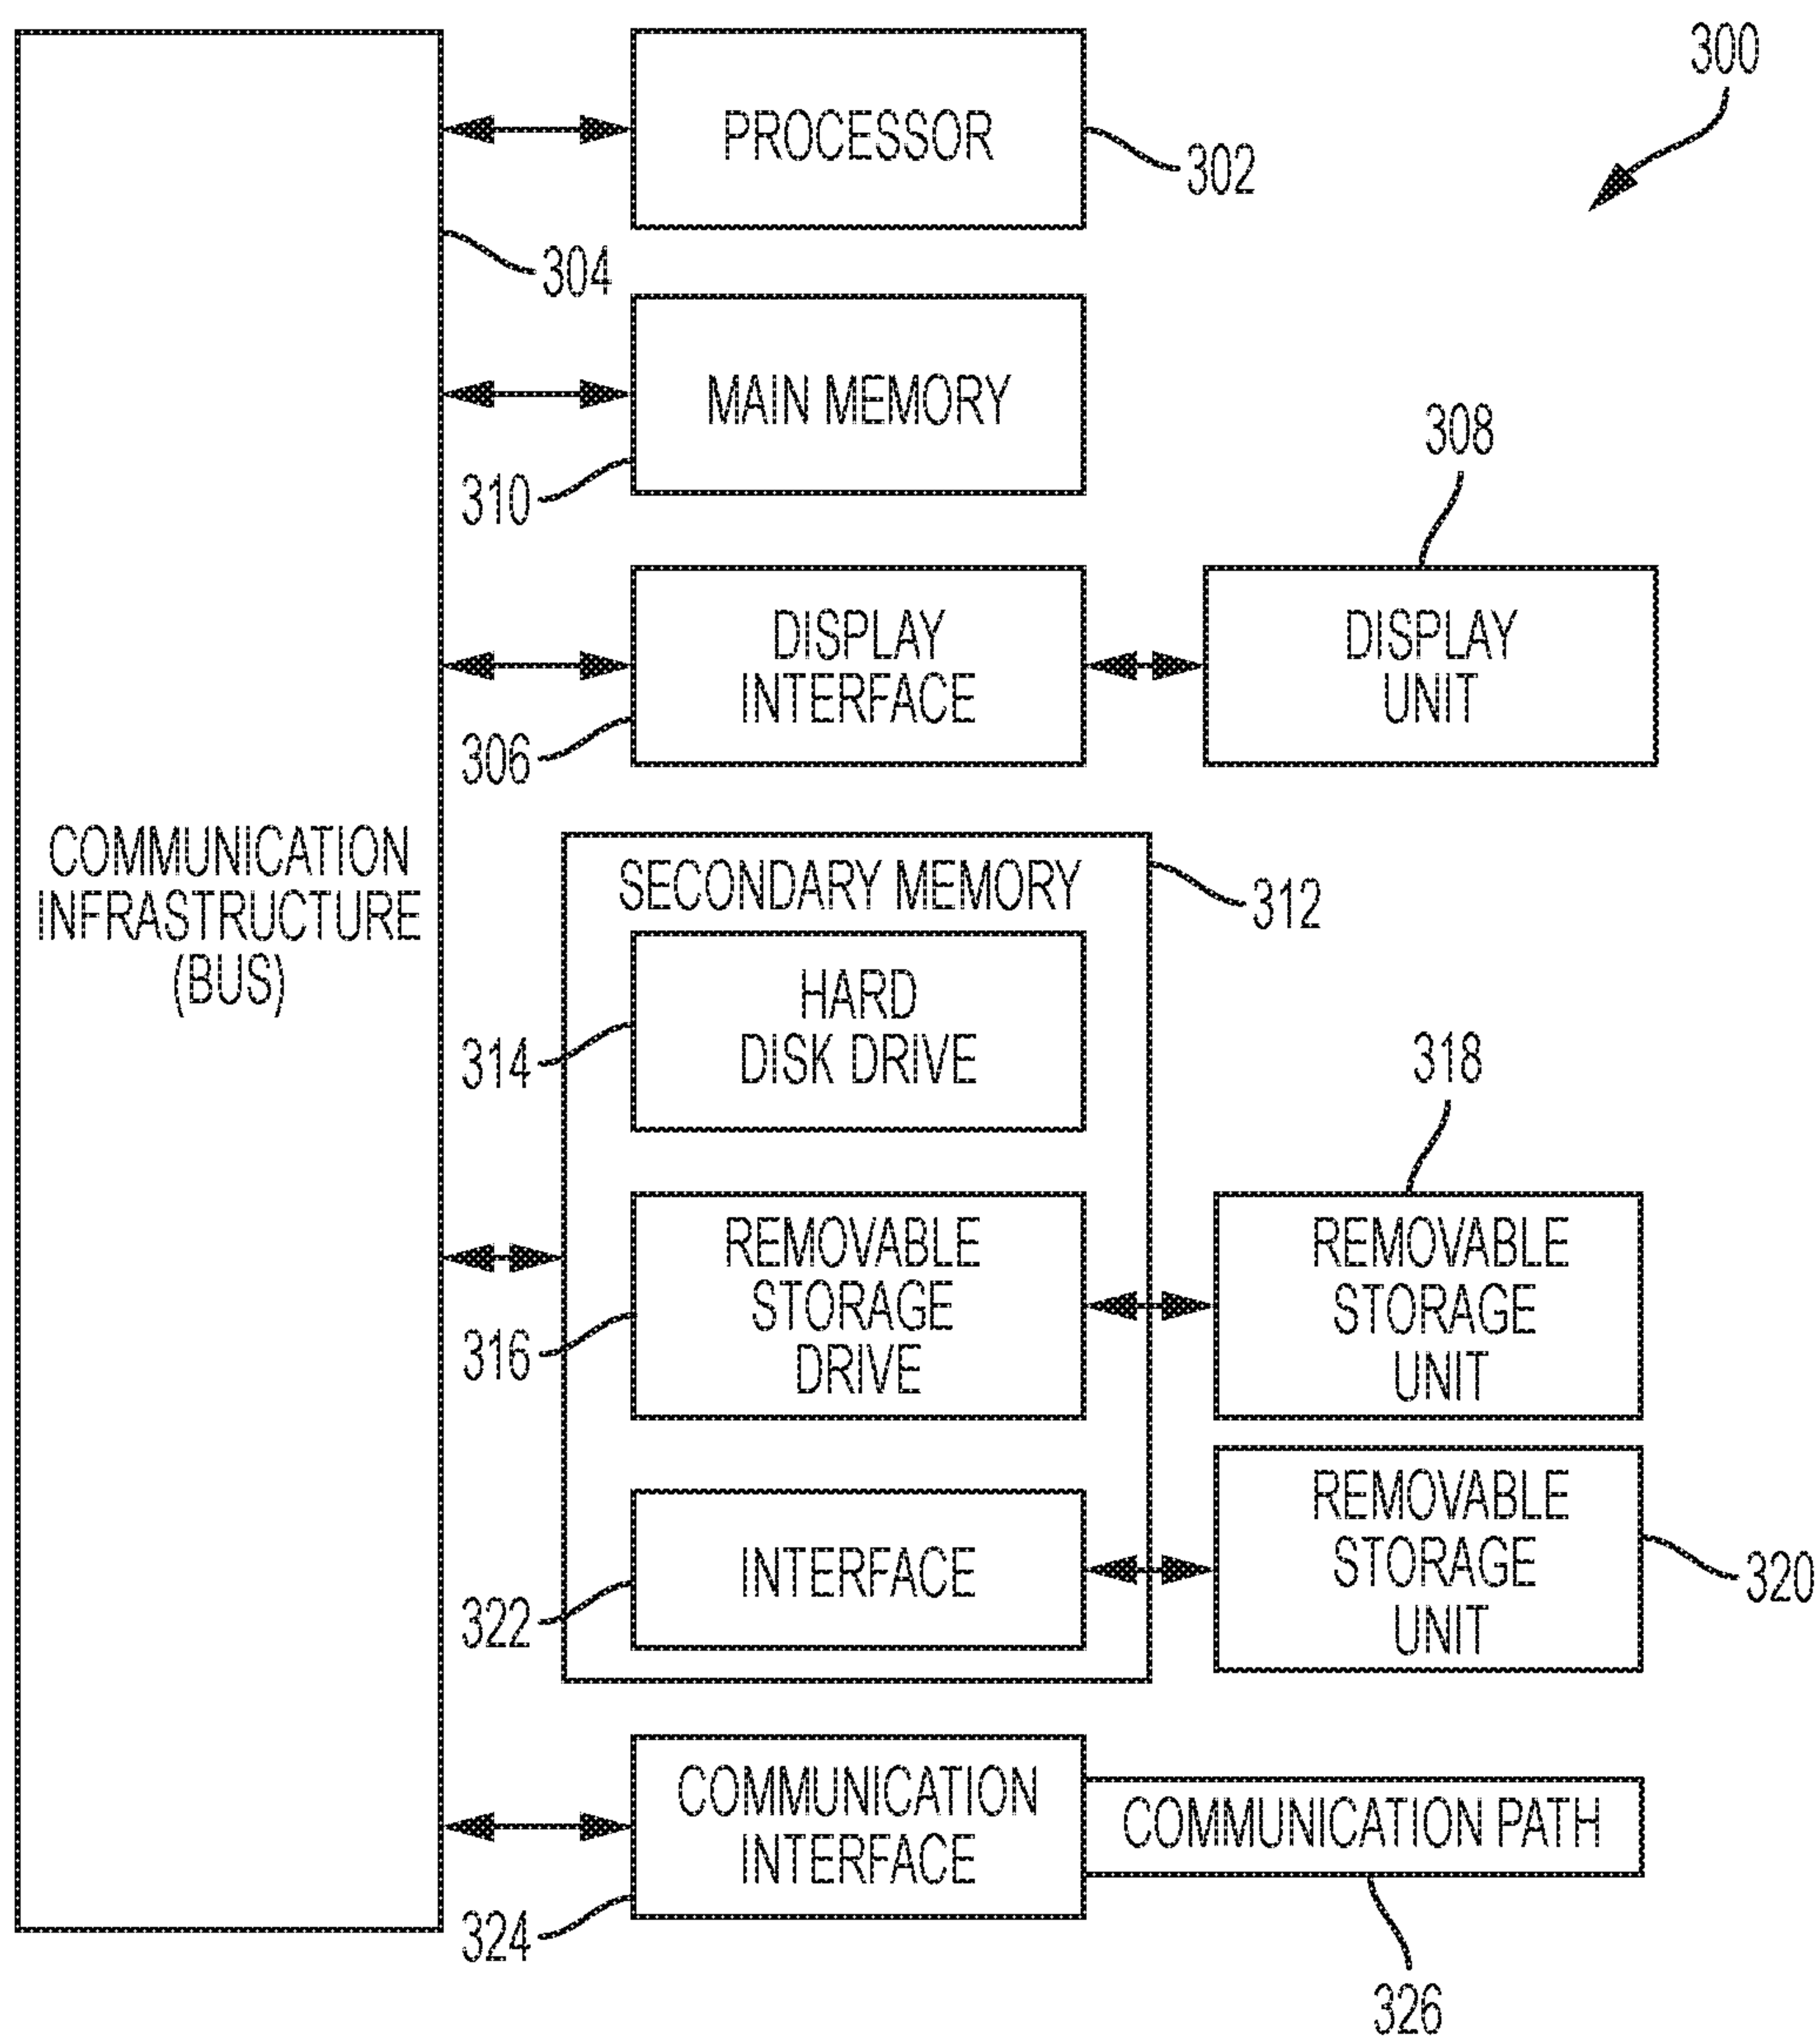 300
PROCESSOR
302
304
MAIN MEMORY
310
308
DISPLAY
INTERFACE
306
DISPLAY
UNIT
COMMUNICATION
INFRASTRUCTURE
(BUS)
SECONDARY MEMORY
312
HARD
DISK DRIVE
314
318
REMOVABLE
STORAGE
DRIVE
316
REMOVABLE
STORAGE
UNIT
INTERFACE
322
REMOVABLE
STORAGE
UNIT
320
COMMUNICATION
INTERFACE
324
COMMUNICATION PATH
326